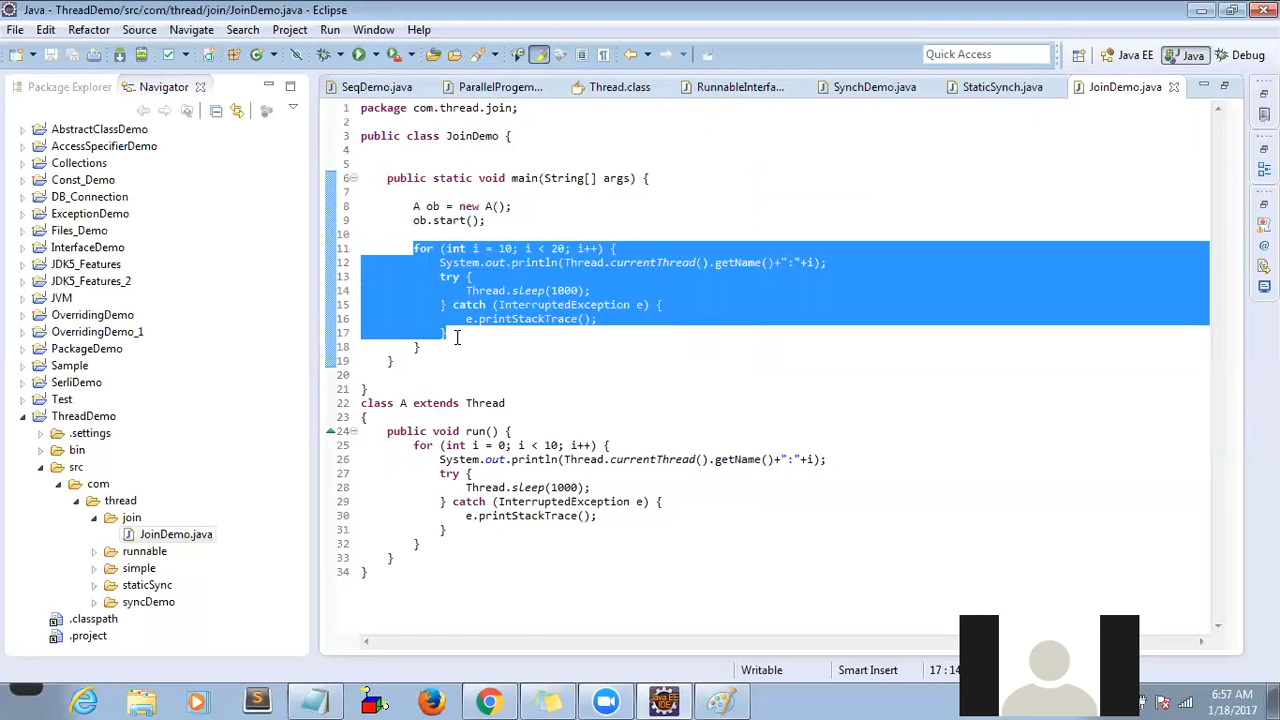 Java - ThreadDemo/src/com/thread/join/JoinDemo.java - Eclipse
File Edit Refactor Source Navigate Search Project Run Window Help
Quick Access
Java EE Java Debug
Package Explorer Navigator
AbstractClassDemo
AccessSpecifierDemo
Collections
Const_Demo
DB_Connection
ExceptionDemo
Files_Demo
InterfaceDemo
JDK5_Features
JDK5_Features_2
JVM
OverridingDemo
OverridingDemo_1
PackageDemo
Sample
SerliDemo
Test
ThreadDemo
.settings
bin
src
com
thread
join
JoinDemo.java
runnable
simple
staticSync
syncDemo
.classpath
.project
SeqDemo.java ParallelProgem... Thread.class RunnableInterfa... SynchDemo.java StaticSynch.java JoinDemo.java
1 package com.thread.join;
2
3 public class JoinDemo {
4
5
6 public static void main(String[] args) {
7
8 A ob = new A();
9 ob.start();
10
11 for (int i = 10; i < 20; i++) {
12 System.out.println(Thread.currentThread().getName()+":"+i);
13 try {
14 Thread.sleep(1000);
15 } catch (InterruptedException e) {
16 e.printStackTrace();
17 }
18 }
19 }
20
21 }
22 class A extends Thread
23 {
24 public void run() {
25 for (int i = 0; i < 10; i++) {
26 System.out.println(Thread.currentThread().getName()+":"+i);
27 try {
28 Thread.sleep(1000);
29 } catch (InterruptedException e) {
30 e.printStackTrace();
31 }
32 }
33 }
34 }
Writable Smart Insert 17 : 14
6:57 AM
1/18/2017